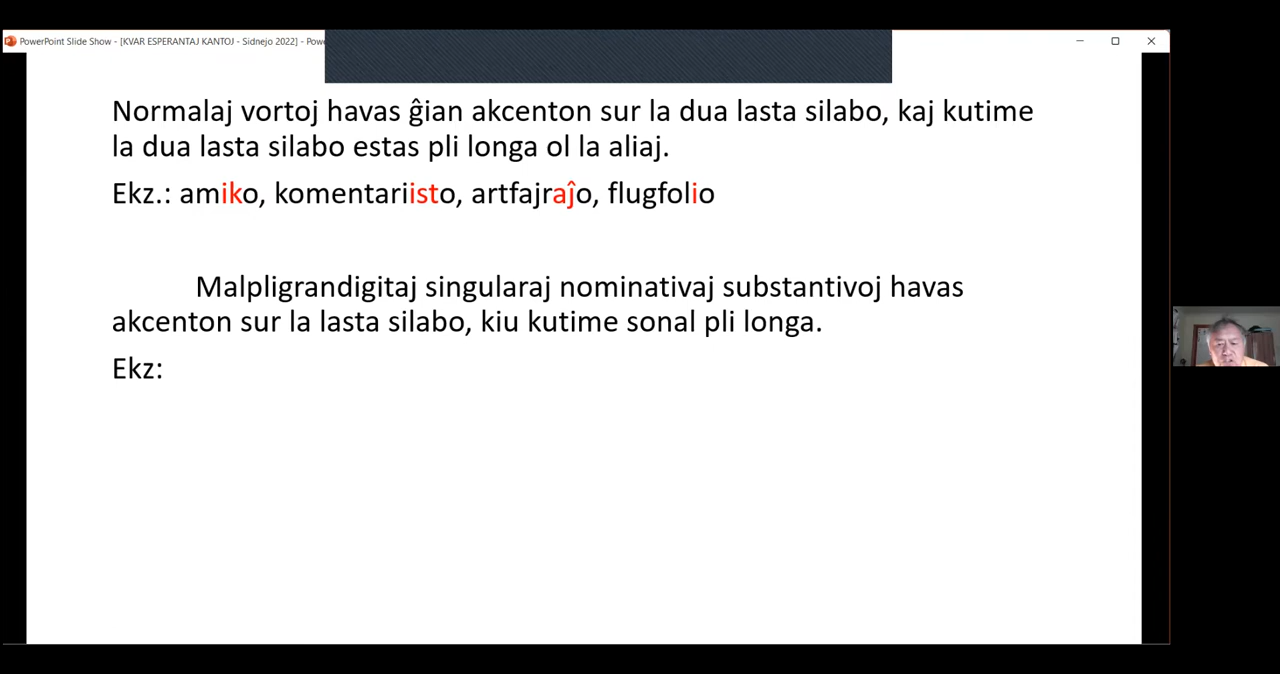 PowerPoint Slide Show - [KVAR ESPERANTAJ KANTOJ - Sidnejo 2022] - Powe
Normalaj vortoj havas ĝian akcenton sur la dua lasta silabo, kaj kutime
la dua lasta silabo estas pli longa ol la aliaj.
Ekz.: amiko, komentariisto, artfajraĵo, flugfolio
Malpligrandigitaj singularaj nominativaj substantivoj havas
akcenton sur la lasta silabo, kiu kutime sonal pli longa.
Ekz: